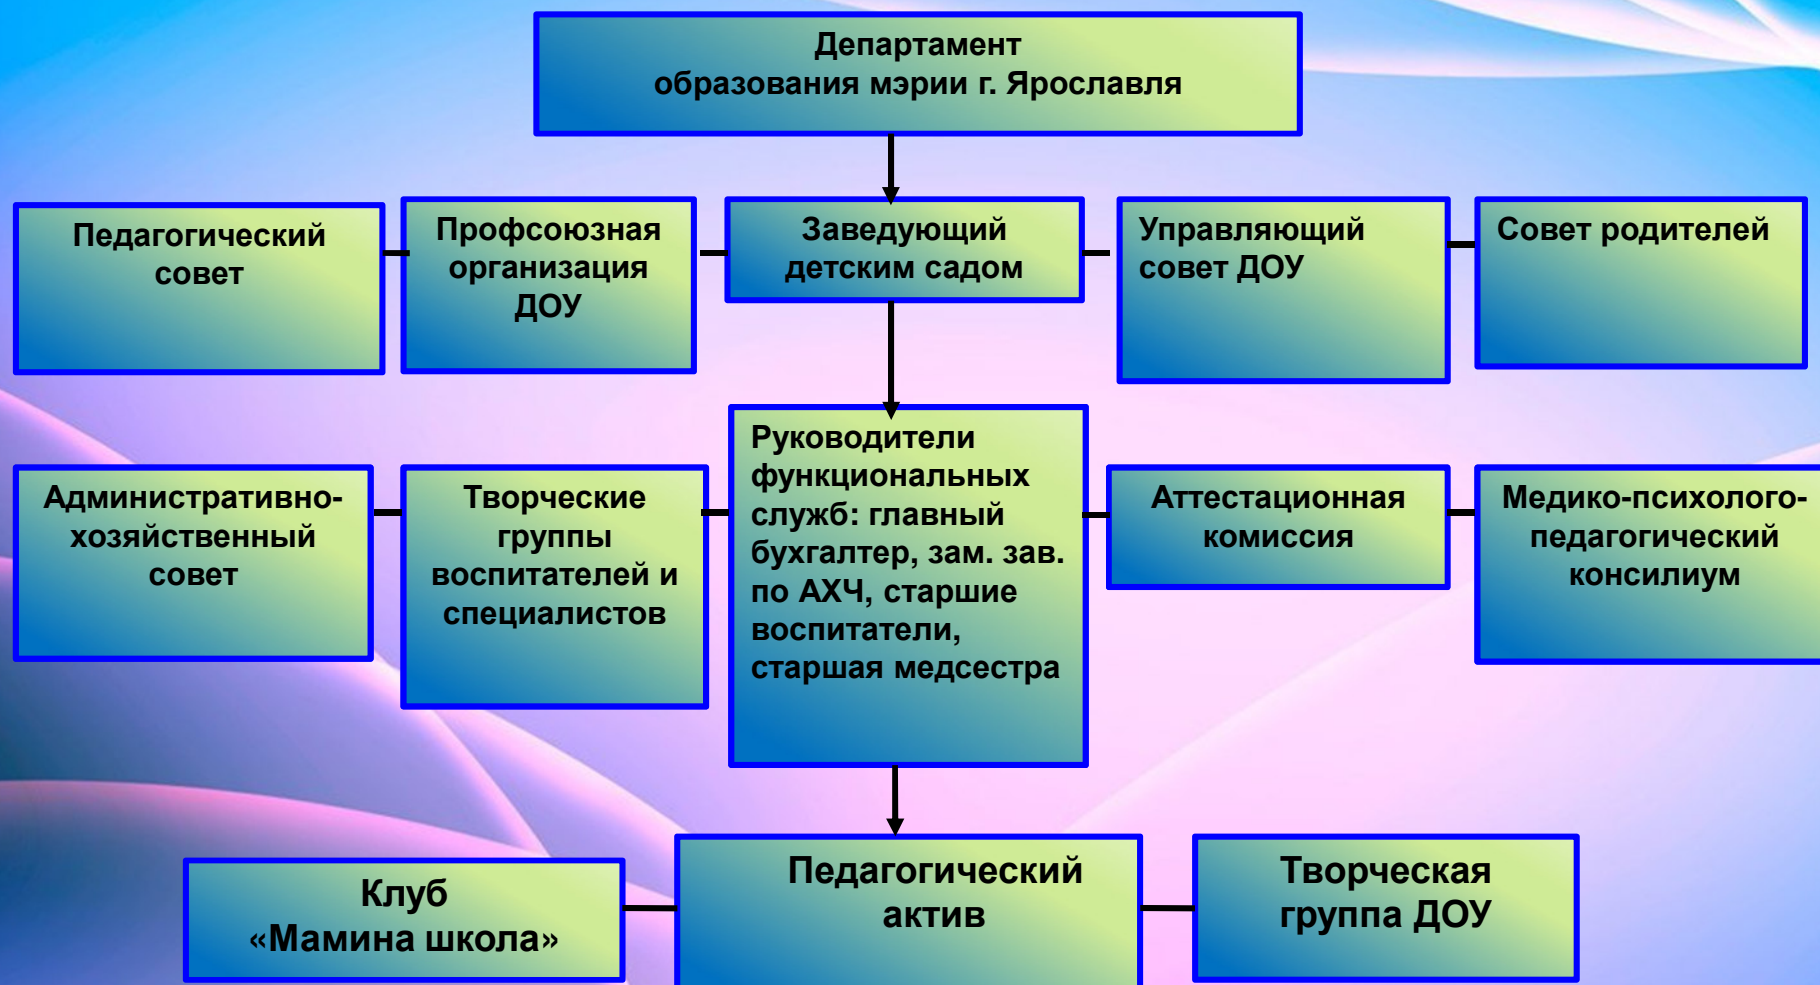 Департамент
образования мэрии г. Ярославля
Педагогический
совет
Профсоюзная
организация
ДОУ
Заведующий
детским садом
Управляющий
совет ДОУ
Совет родителей
Административно-
хозяйственный
совет
Творческие
группы
воспитателей и
специалистов
Руководители
функциональных
служб: главный
бухгалтер, зам. зав.
по АХЧ, старшие
воспитатели,
старшая медсестра
Аттестационная
комиссия
Медико-психолого-
педагогический
консилиум
Клуб
«Мамина школа»
Педагогический
актив
Творческая
группа ДОУ